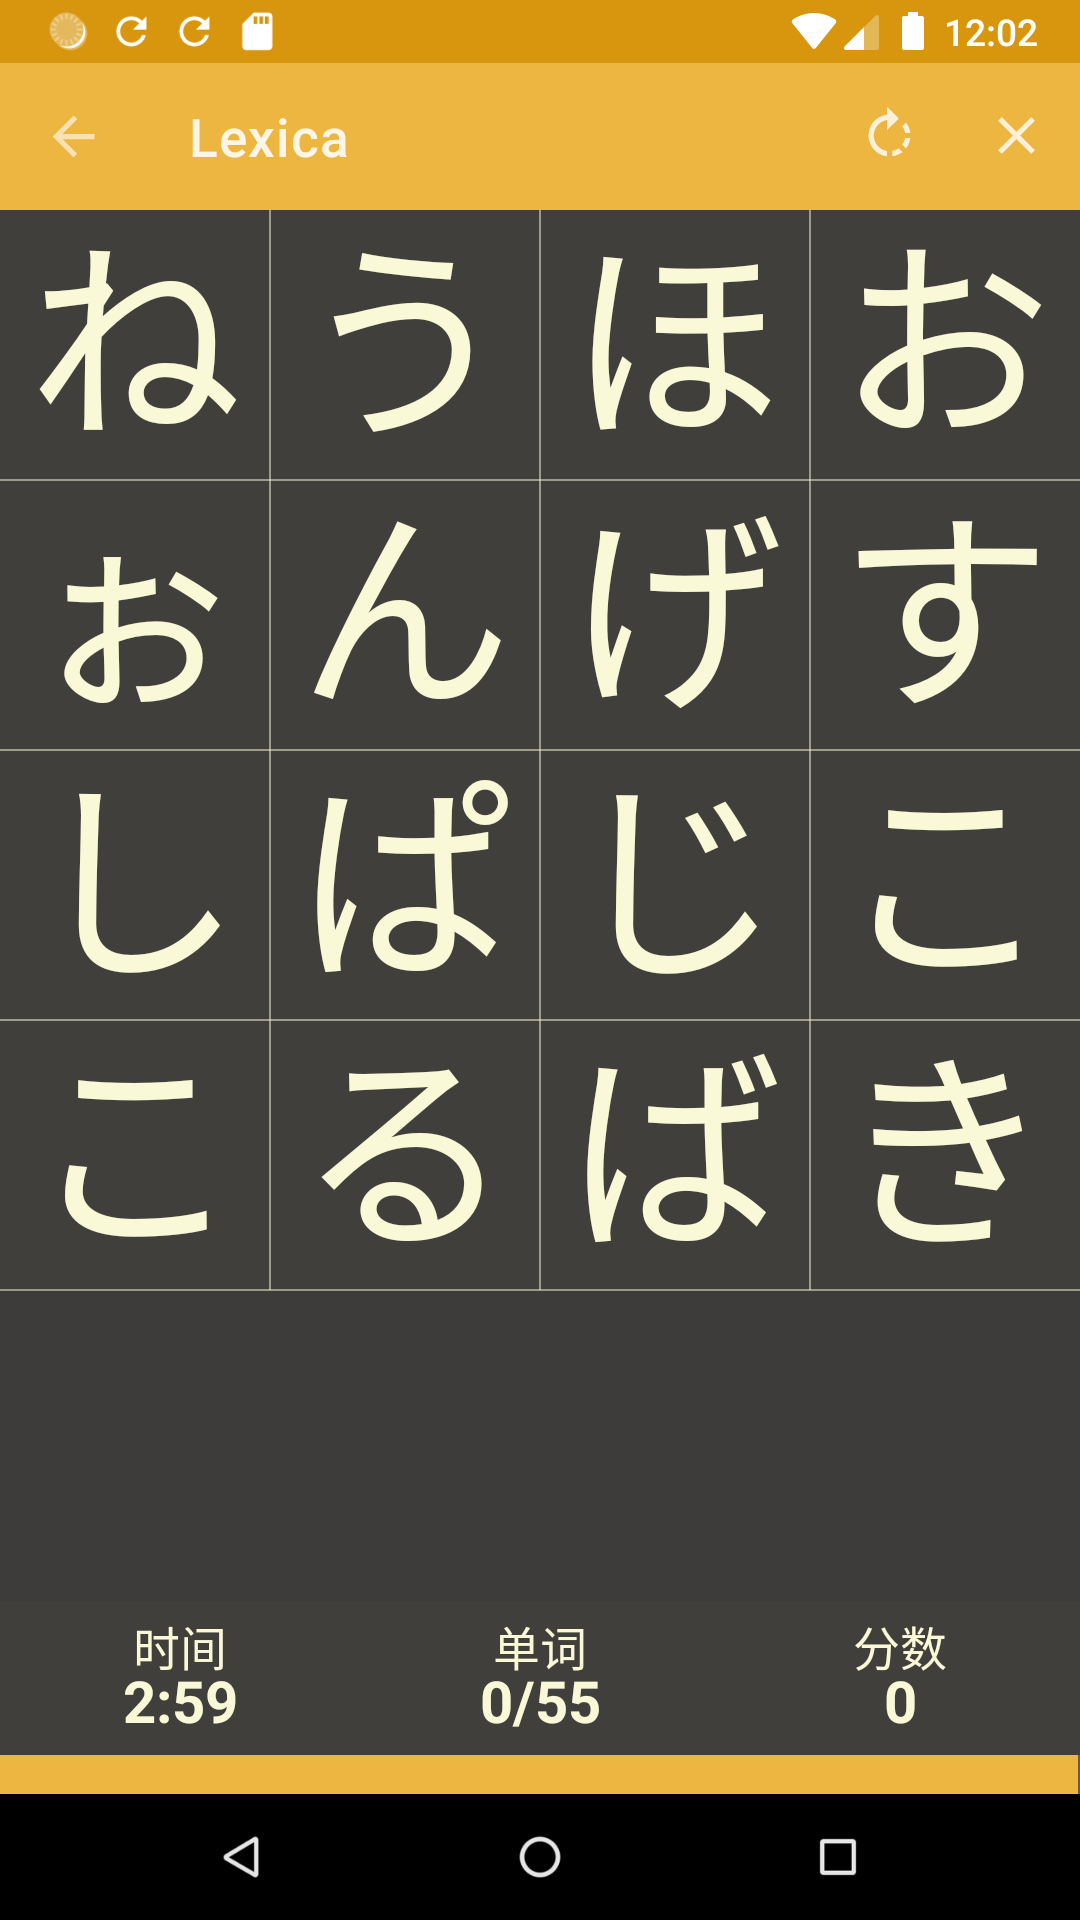 12:02
Lexica
ね う ほ お
ぉ ん げ す
し ぱ じ こ
こ る ば き
时间 单词 分数
2:59 0/55 0